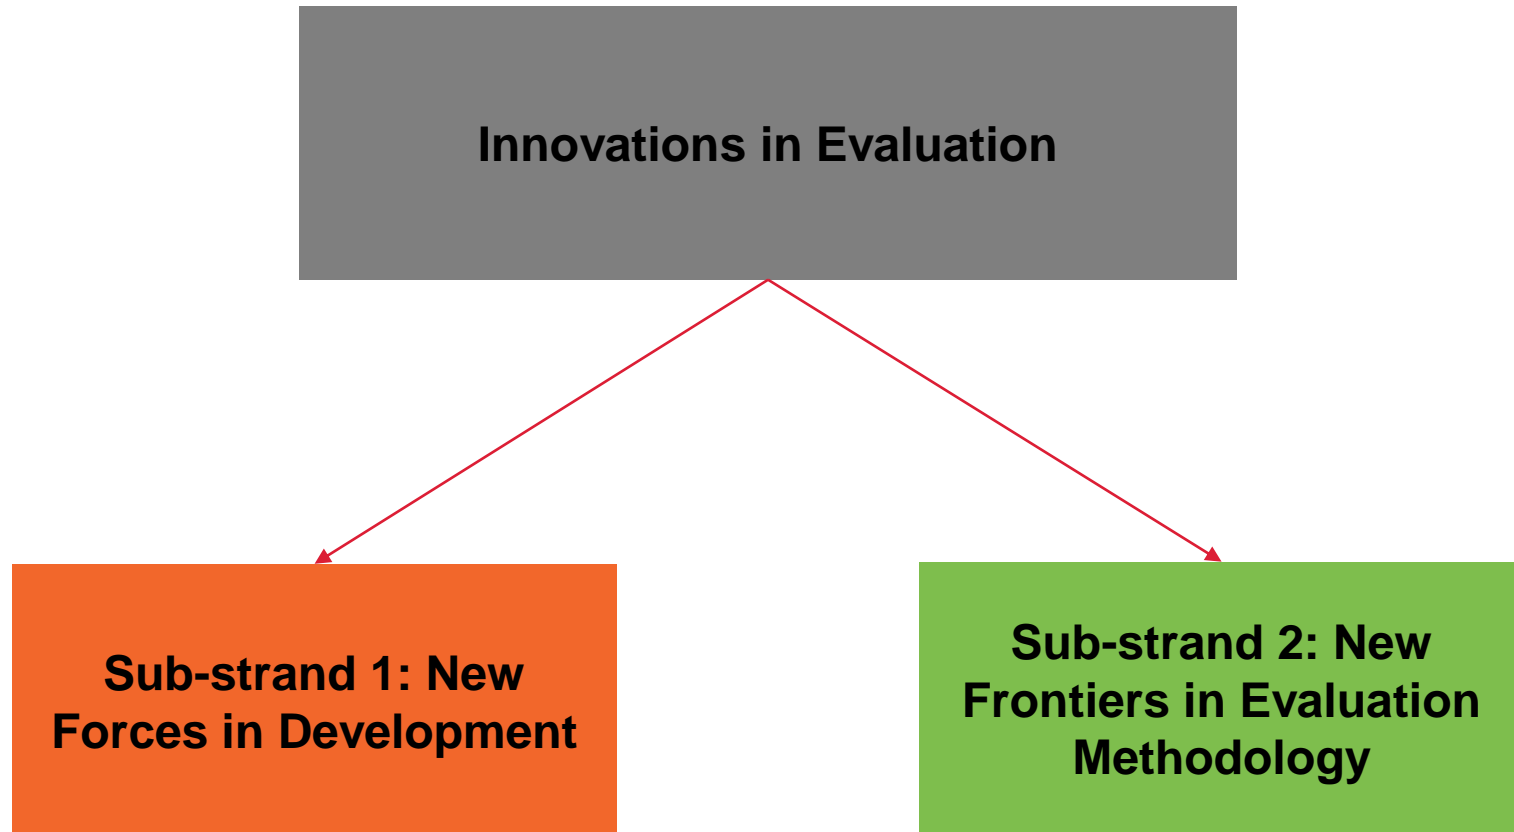 Innovations in Evaluation
Sub-strand 1: New
Forces in Development
Sub-strand 2: New
Frontiers in Evaluation
Methodology